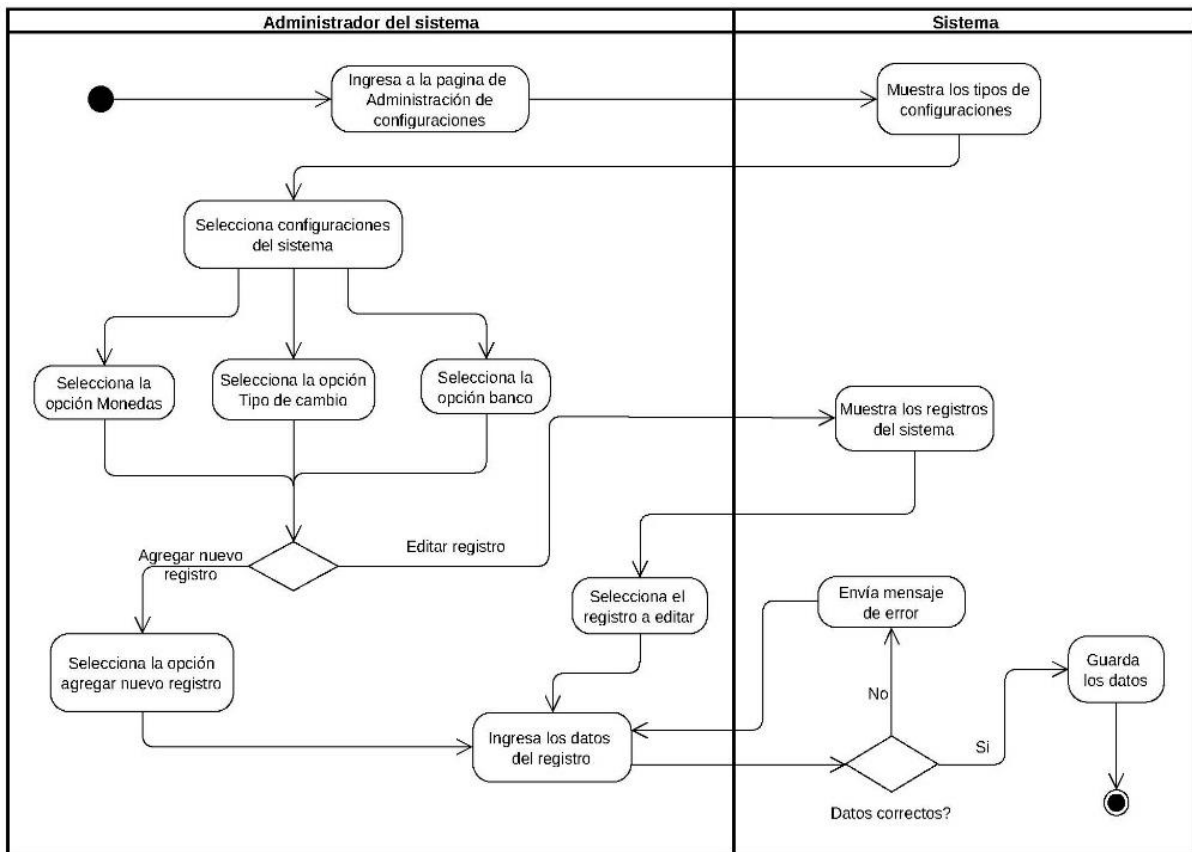 Administrador del sistema
Sistema
Ingresa a la pagina de
Administración de
configuraciones
Muestra los tipos de
configuraciones
Selecciona configuraciones
del sistema
Selecciona la
opción Monedas
Selecciona la opción
Tipo de cambio
Selecciona la
opción banco
Muestra los registros
del sistema
Agregar nuevo
registro
Editar registro
Selecciona el
registro a editar
Envía mensaje
de error
Selecciona la opción
agregar nuevo registro
Guarda
los datos
No
Ingresa los datos
del registro
Si
Datos correctos?